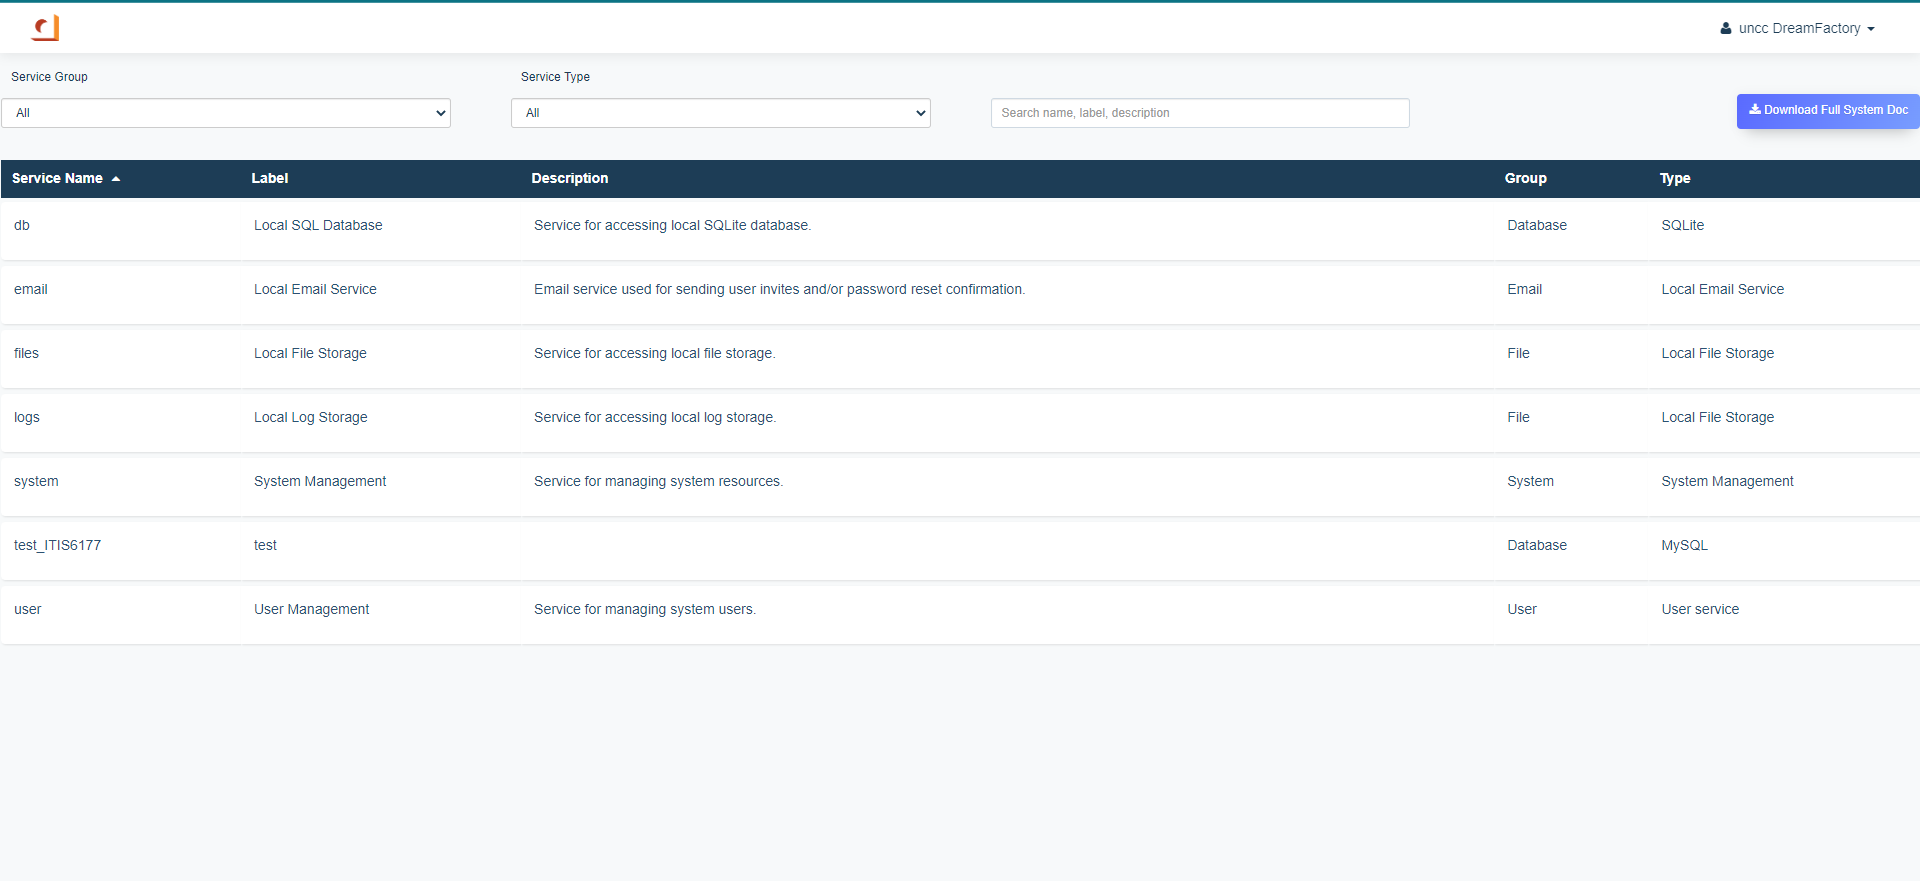 uncc DreamFactory
Service Group
Service Type
All
All
Search name, label, description
Download Full System Doc
Service Name Label Description Group Type
db Local SQL Database Service for accessing local SQLite database. Database SQLite
email Local Email Service Email service used for sending user invites and/or password reset confirmation. Email Local Email Service
files Local File Storage Service for accessing local file storage. File Local File Storage
logs Local Log Storage Service for accessing local log storage. File Local File Storage
system System Management Service for managing system resources. System System Management
test_ITIS6177 test Database MySQL
user User Management Service for managing system users. User User service